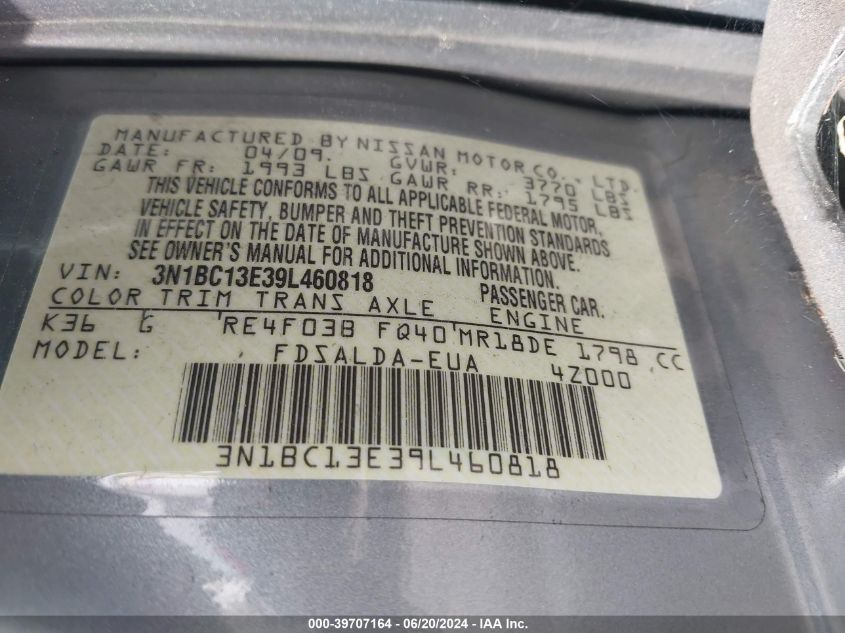 MANUFACTURED BY NISSAN MOTOR CO., LTD.
DATE: 04/09. GVWR: 3770 LBS
GAWR FR: 1993 LBS GAWR RR: 1795 LBS
THIS VEHICLE CONFORMS TO ALL APPLICABLE FEDERAL MOTOR
VEHICLE SAFETY, BUMPER AND THEFT PREVENTION STANDARDS
IN EFFECT ON THE DATE OF MANUFACTURE SHOWN ABOVE.
SEE OWNER'S MANUAL FOR ADDITIONAL INFORMATION.
VIN: 3N1BC13E39L460818 PASSENGER CAR.
COLOR TRIM TRANS AXLE ENGINE
K36 G RE4F03B FQ40 MR18DE 1798 CC
MODEL: FDSALDA-EUA 4Z000
3N1BC13E39L460818
000-39707164 - 06/20/2024 - IAA Inc.